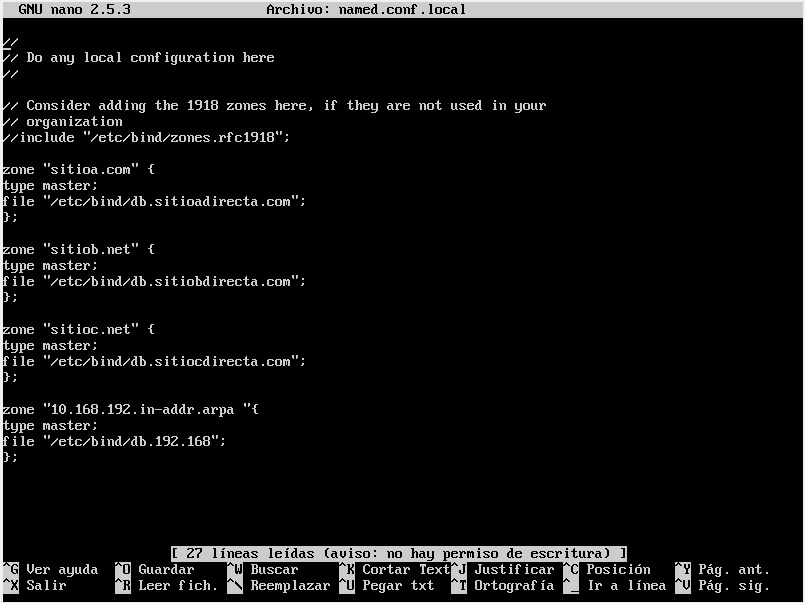 GNU nano 2.5.3 Archivo: named.conf.local
//
// Do any local configuration here
//
// Consider adding the 1918 zones here, if they are not used in your
// organization
//include "/etc/bind/zones.rfc1918";
zone "sitioa.com" {
type master;
file "/etc/bind/db.sitioadirecta.com";
};
zone "sitiob.net" {
type master;
file "/etc/bind/db.sitiobdirecta.com";
};
zone "sitioc.net" {
type master;
file "/etc/bind/db.sitiocdirecta.com";
};
zone "10.168.192.in-addr.arpa "{
type master;
file "/etc/bind/db.192.168";
};
[ 27 líneas leídas (aviso: no hay permiso de escritura) ]
^G Ver ayuda ^O Guardar ^W Buscar ^K Cortar Text ^J Justificar ^C Posición ^Y Pág. ant.
^X Salir ^R Leer fich. ^\ Reemplazar ^U Pegar txt ^T Ortografía ^_ Ir a línea ^V Pág. sig.